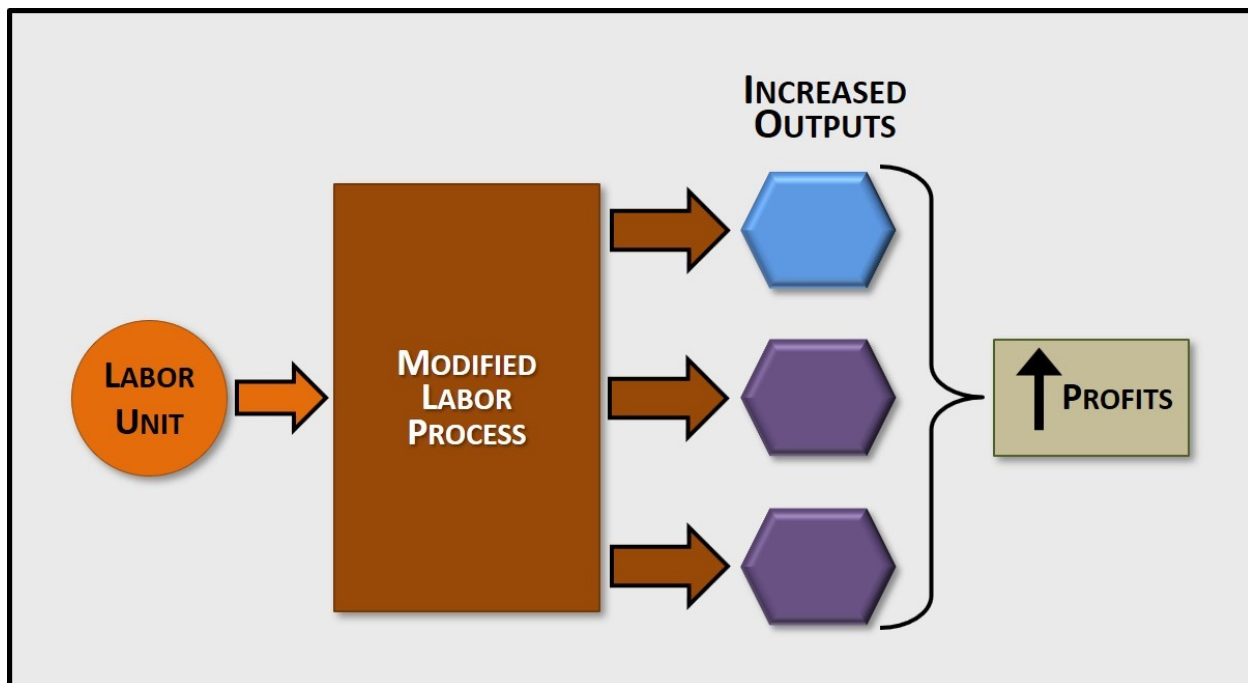 INCREASED
OUTPUTS
LABOR
UNIT
MODIFIED
LABOR
PROCESS
PROFITS